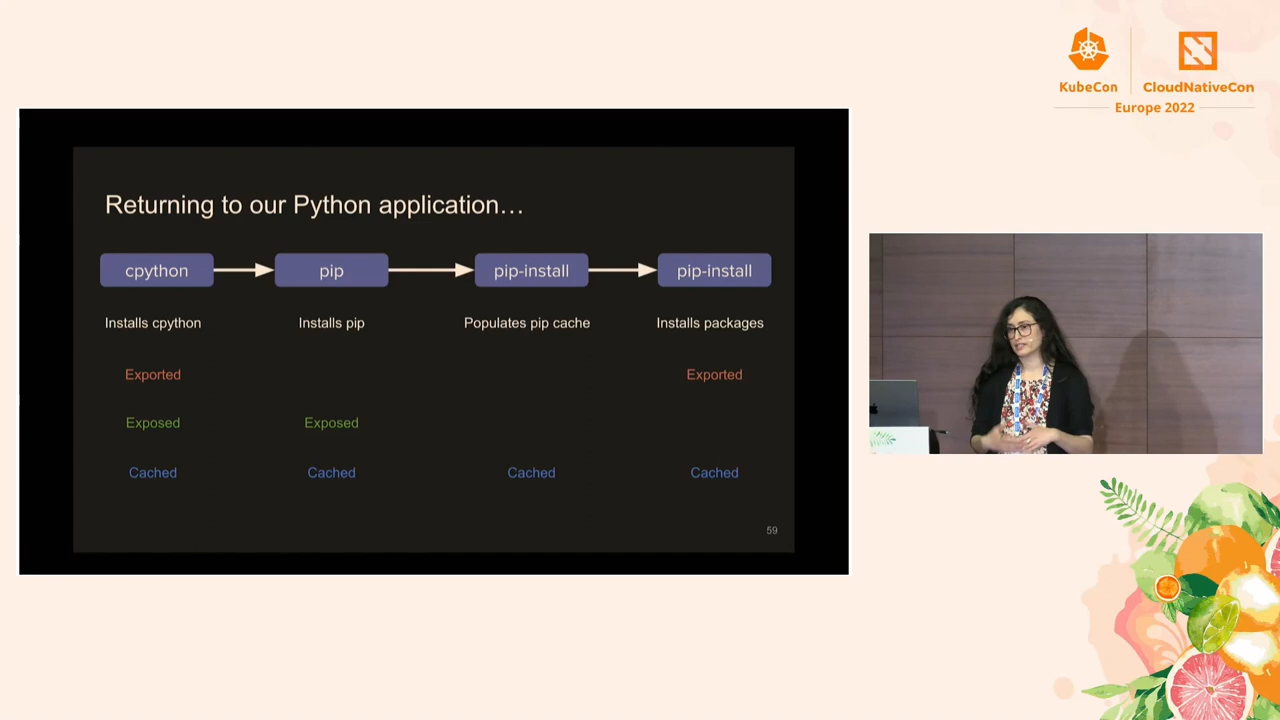 KubeCon
CloudNativeCon
Europe 2022
Returning to our Python application…
cpython
pip
pip-install
pip-install
Installs cpython
Installs pip
Populates pip cache
Installs packages
Exported
Exported
Exposed
Exposed
Cached
Cached
Cached
Cached
59